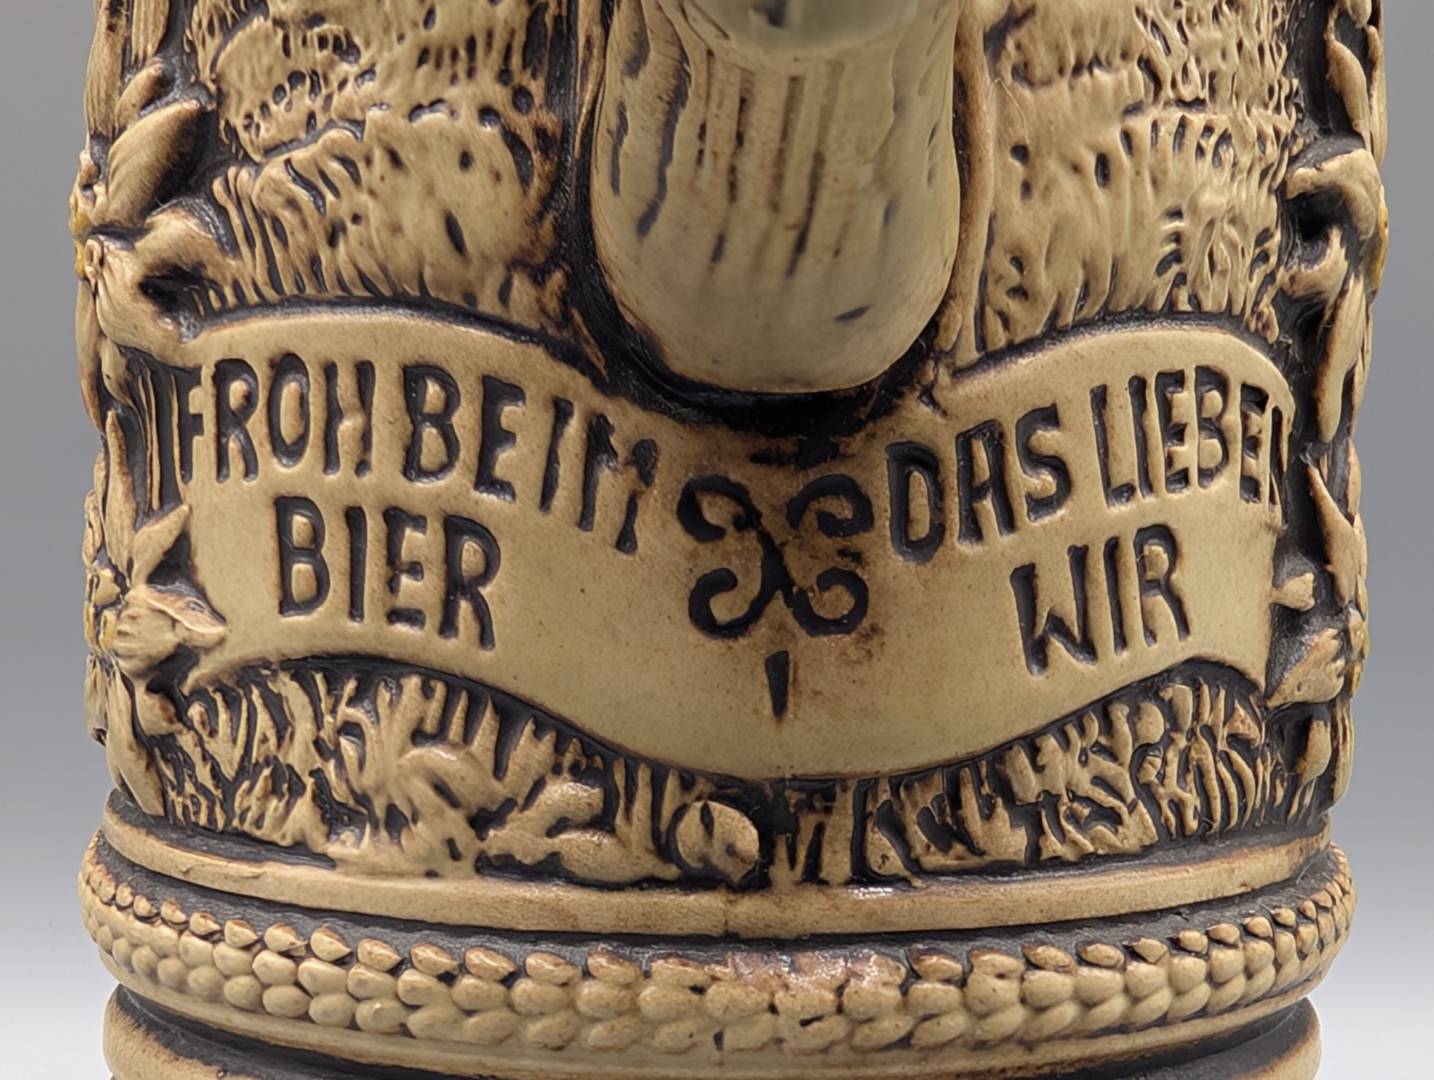 FROH BEIM
BIER
DAS LIEBEN
WIR